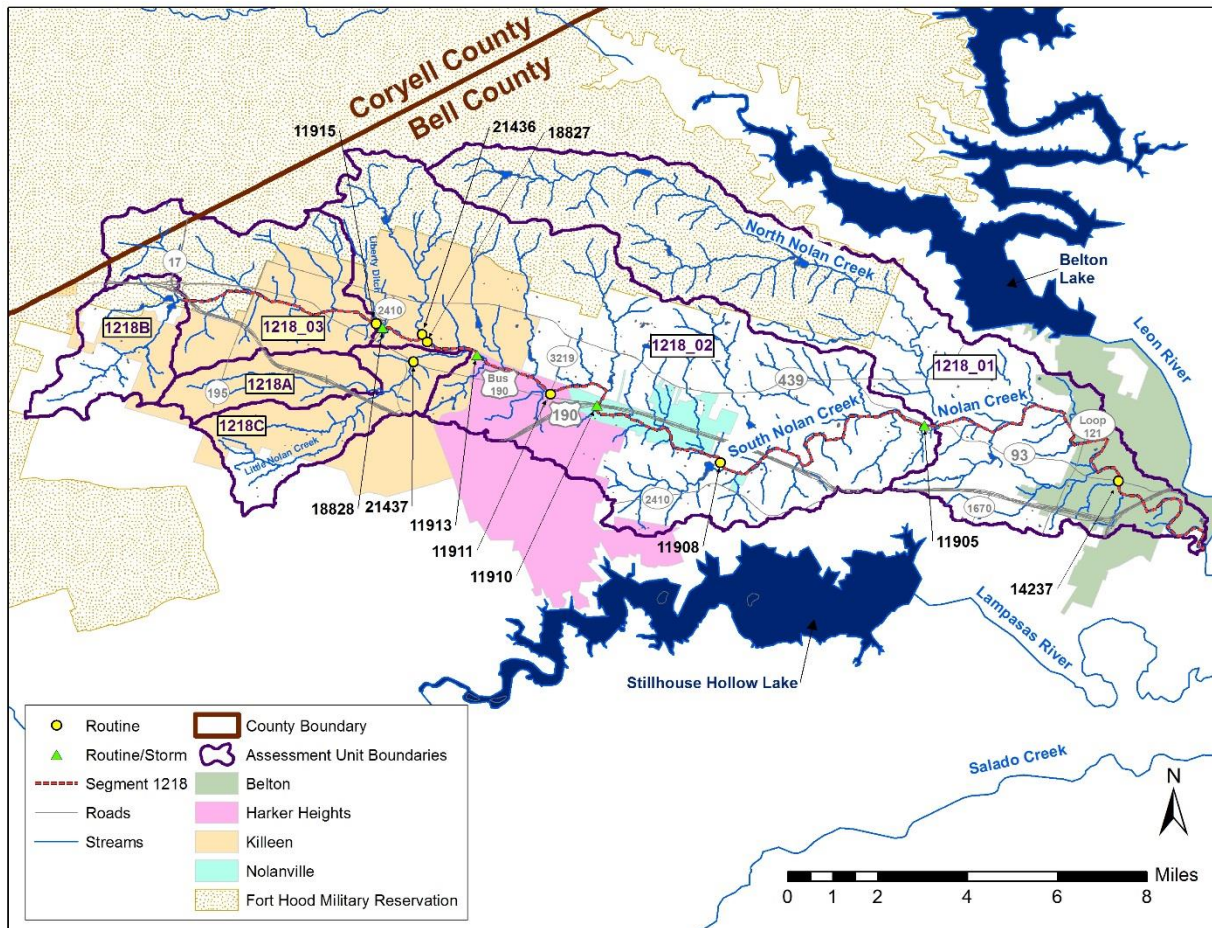 Coryell County
Bell County
11915
21436
18827
North Nolan Creek
Belton
Lake
Leon River
17
Liberty Ditch
2410
1218B
1218_03
1218_02
1218_01
3219
439
195
1218A
Bus
190
190
1218C
Little Nolan Creek
South Nolan Creek
Nolan Creek
Loop
121
93
2410
1670
18828
21437
11913
11911
11910
11908
11905
14237
Lampasas River
Stillhouse Hollow Lake
Salado Creek
Routine
County Boundary
Routine/Storm
Assessment Unit Boundaries
Segment 1218
Belton
Roads
Harker Heights
Streams
Killeen
Nolanville
Fort Hood Military Reservation
N
Miles
0 1 2 4 6 8